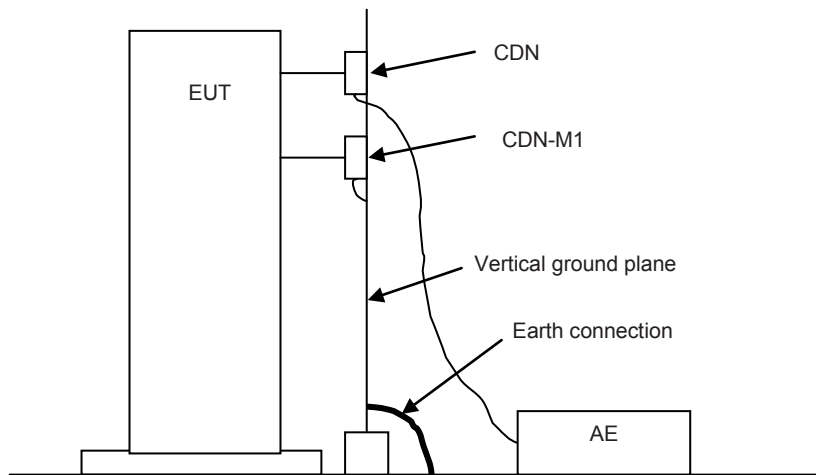 CDN
EUT
CDN-M1
Vertical ground plane
Earth connection
AE